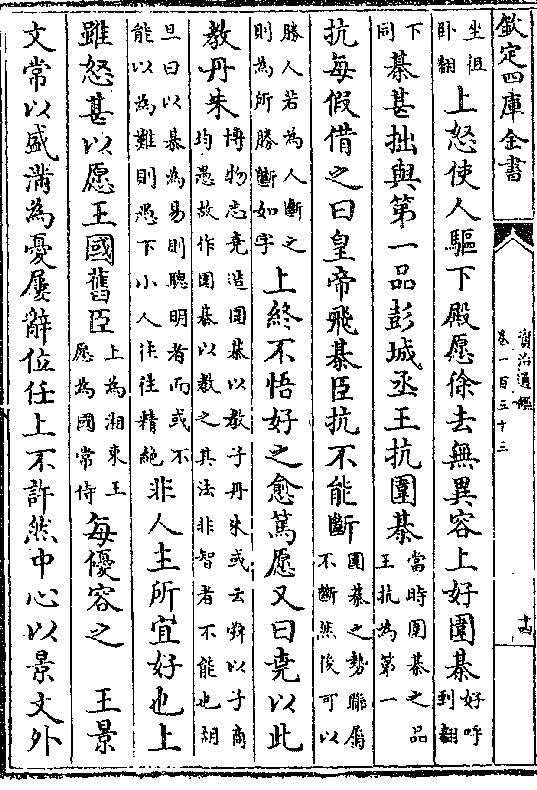 欽定四庫全書
資治通鑑
卷一百三十三
十四
坐徂卧翻上怒使人驅下殿愿徐去無異容上好圍棊好呼到翻
下同棊甚拙與第一品彭城丞王抗圍棊當時圍棊之品王抗為第一
抗每假借之曰皇帝飛棊臣抗不能斷圍棊之勢聯屬不斷然後可以
勝人若為人斷之則為所勝斷如字上終不悟好之愈篤愿又曰堯以此
教丹朱博物志堯造圍棊以教子丹朱或云舜以子商均愚故作圍棊以教之其法非智者不能也胡
旦曰以棊為易則聰明者而或不能以為難則愚下小人往往精絶非人主所宜好也上
雖怒甚以愿王國舊臣上為湘東王愿為國常侍每優容之 王景
文常以盛滿為憂屢辭位任上不許然中心以景文外